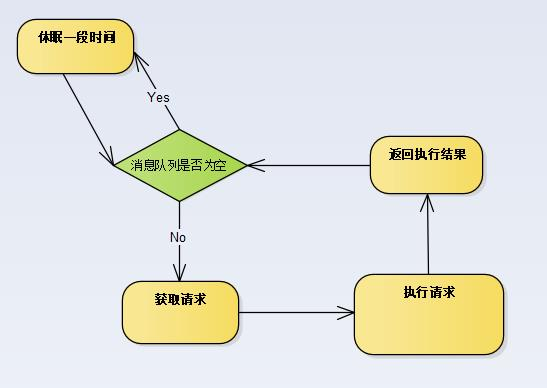 休眠一段时间
Yes
消息队列是否为空
返回执行结果
No
获取请求
执行请求